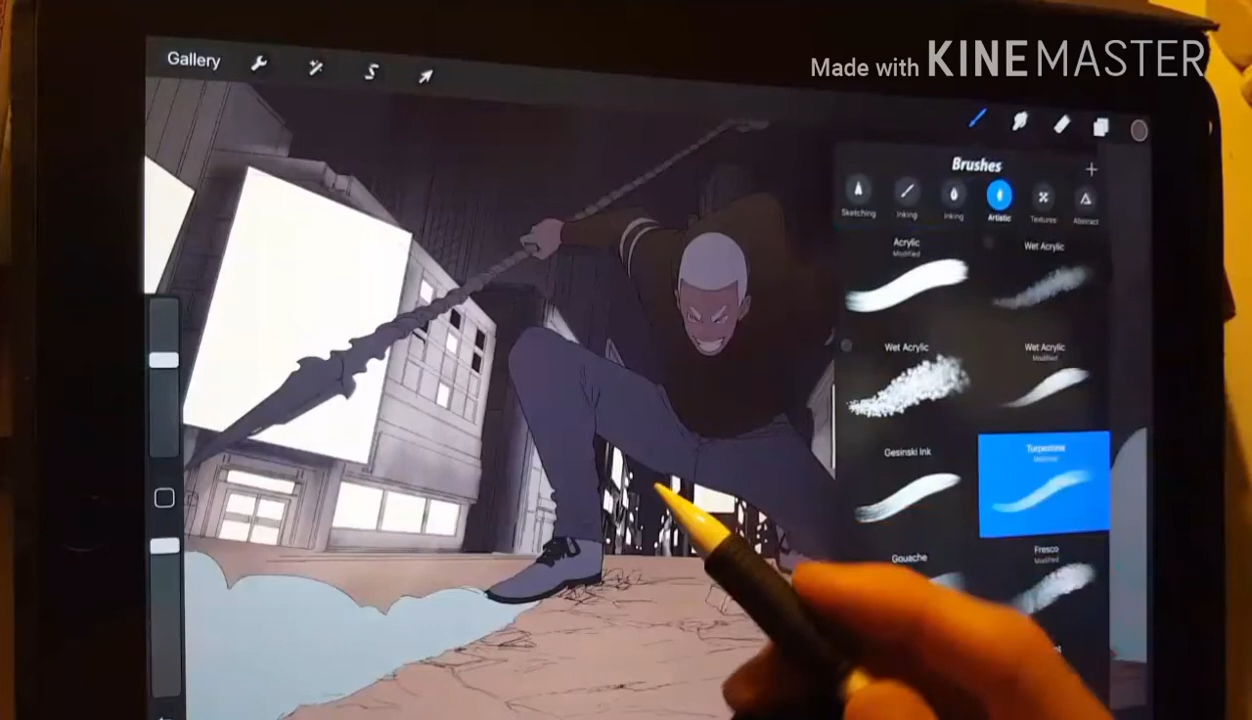 Gallery
Made with KINEMASTER
Brushes
Sketching
Inking
Inking
Artistic
Textures
Abstract
Acrylic
Modified
Wet Acrylic
Wet Acrylic
Wet Acrylic
Modified
Gesinski Ink
Turpentine
Modified
Gouache
Fresco
Modified